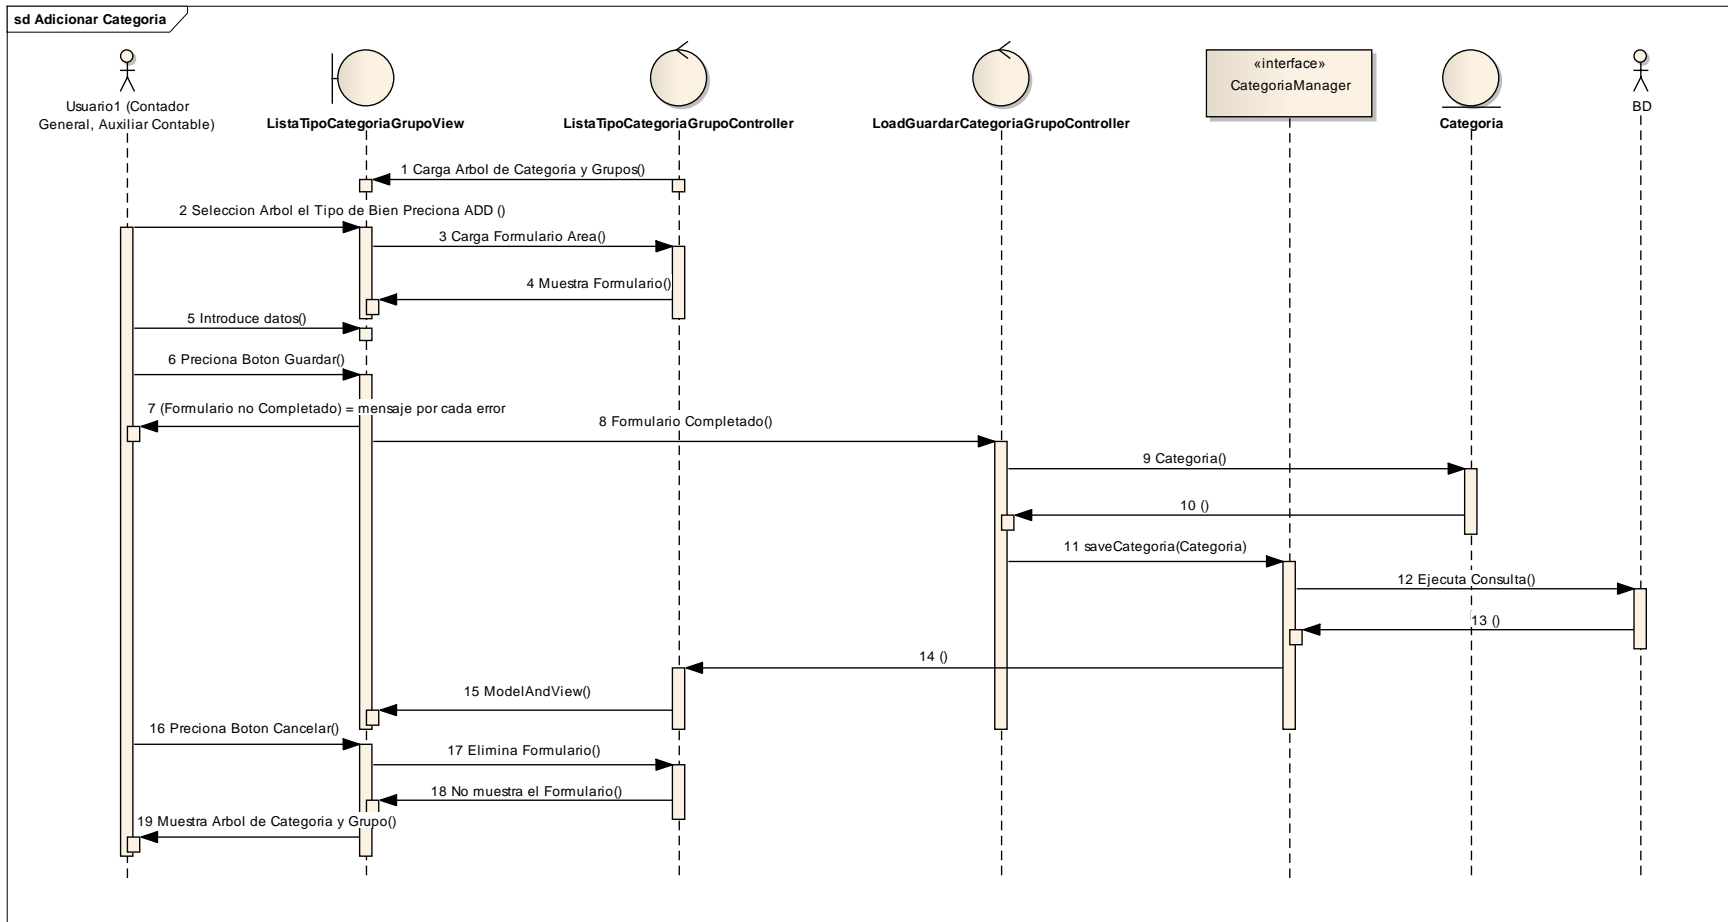 sd Adicionar Categoria
Usuario1 (Contador
General, Auxiliar Contable)
ListaTipoCategoriaGrupoView
ListaTipoCategoriaGrupoController
LoadGuardarCategoriaGrupoController
«interface»
CategoriaManager
Categoria
BD
1 Carga Arbol de Categoria y Grupos()
2 Seleccion Arbol el Tipo de Bien Preciona ADD ()
3 Carga Formulario Area()
4 Muestra Formulario()
5 Introduce datos()
6 Preciona Boton Guardar()
7 (Formulario no Completado) = mensaje por cada error
8 Formulario Completado()
9 Categoria()
10 ()
11 saveCategoria(Categoria)
12 Ejecuta Consulta()
13 ()
14 ()
15 ModelAndView()
16 Preciona Boton Cancelar()
17 Elimina Formulario()
18 No muestra el Formulario()
19 Muestra Arbol de Categoria y Grupo()